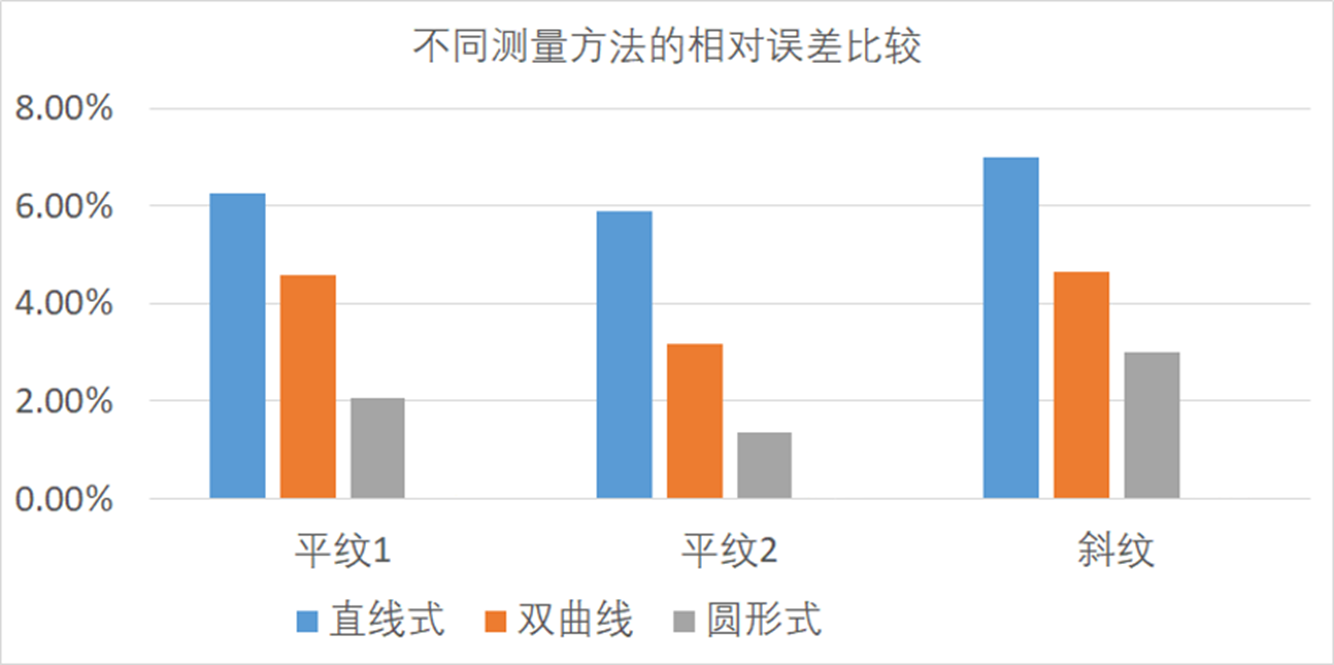 不同测量方法的相对误差比较
8.00%
6.00%
4.00%
2.00%
0.00%
平纹1 平纹2 斜纹
直线式 双曲线 圆形式